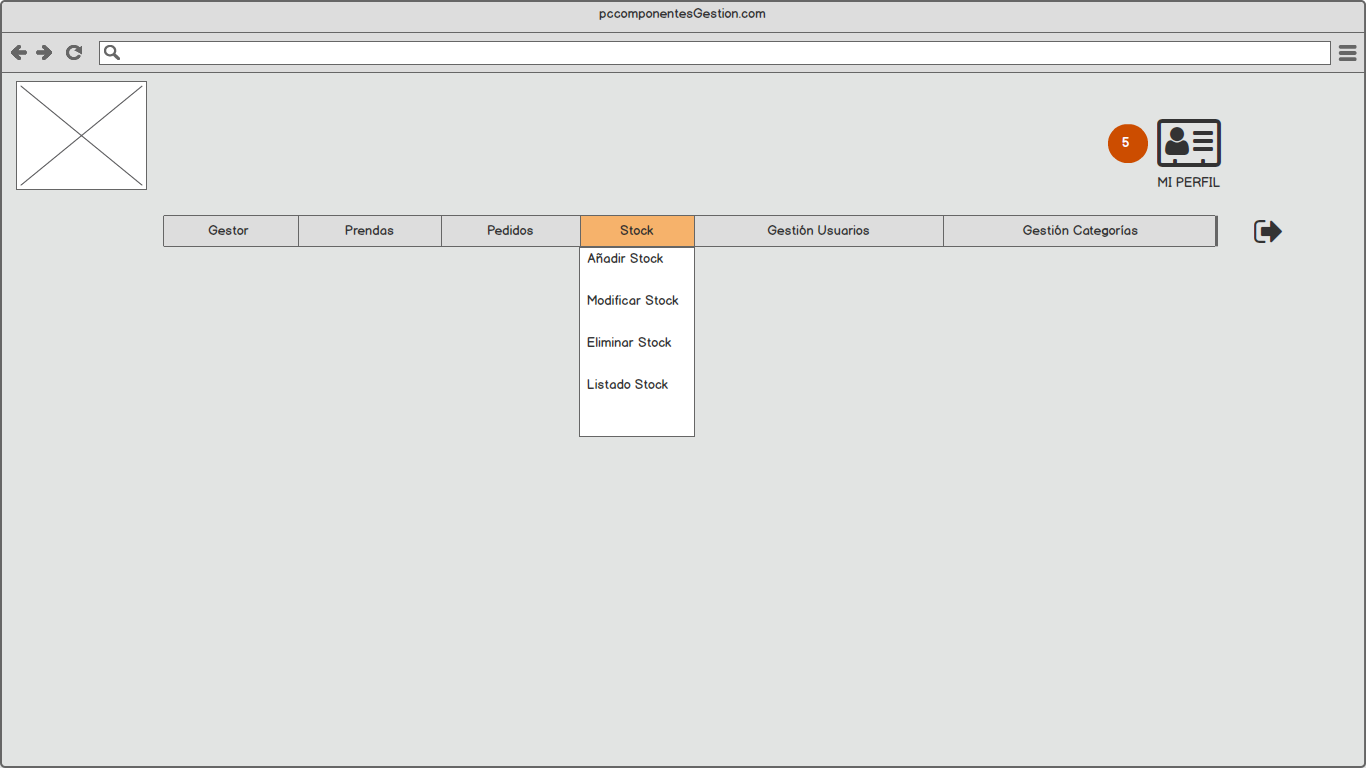 pccomponentesGestion.com
5
MI PERFIL
Gestor Prendas Pedidos Stock Gestión Usuarios Gestión Categorías
Añadir Stock
Modificar Stock
Eliminar Stock
Listado Stock